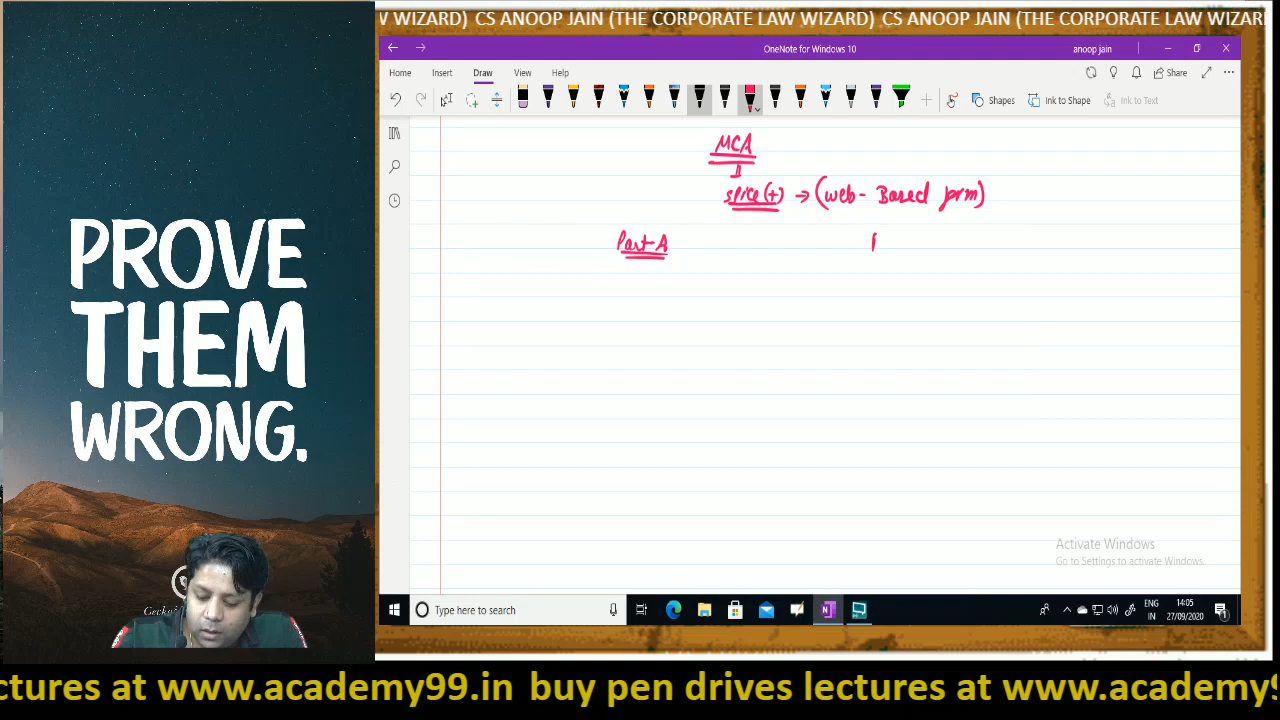 W WIZARD) CS ANOOP JAIN (THE CORPORATE LAW WIZARD) CS ANOOP JAIN (THE CORPORATE LAW WIZAR
OneNote for Windows 10
anoop jain
Home Insert Draw View Help
Share
Shapes
Ink to Shape
Ink to Text
MCA
spice (+) → (web - Based form)
Part-A
PROVE
THEM
WRONG.
Activate Windows
Go to Settings to activate Windows.
Type here to search
ENG
IN
14:05
27/09/2020
ctures at www.academy99.in buy pen drives lectures at www.academy9